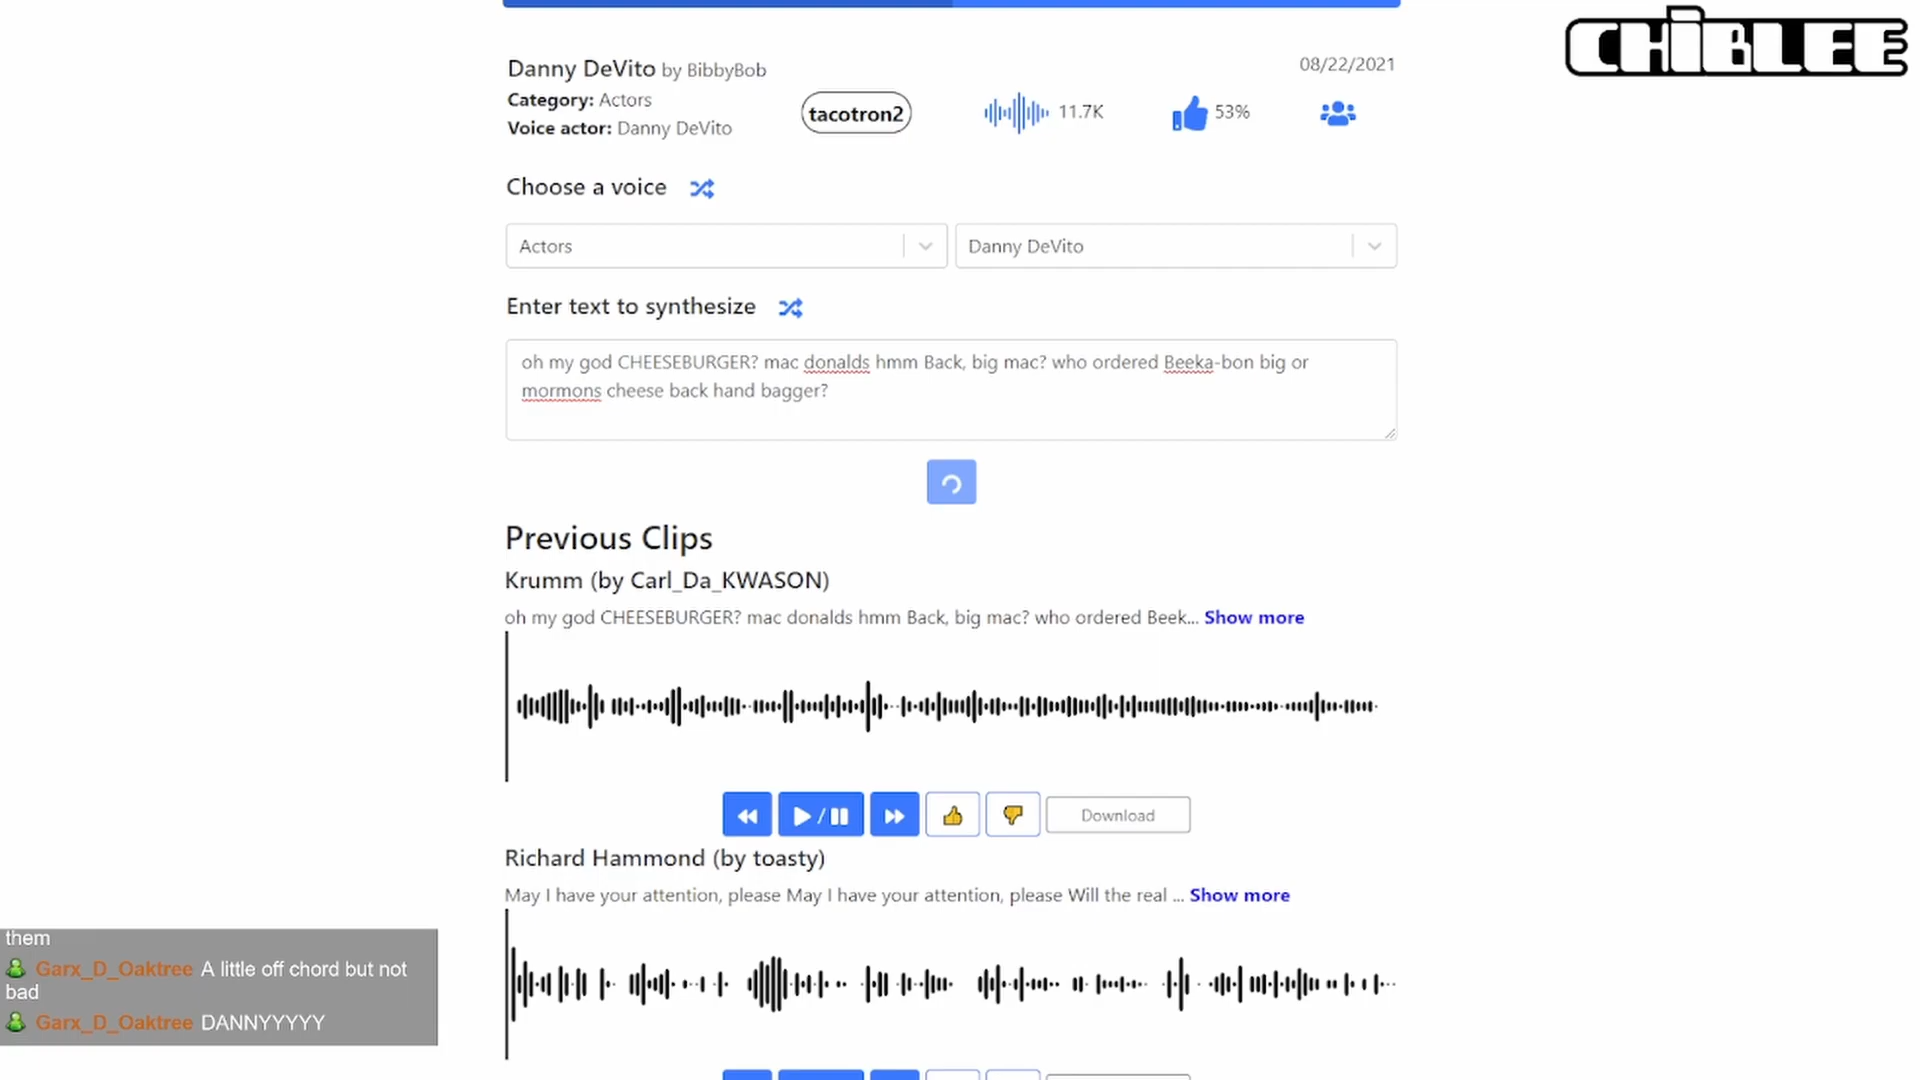 CHiBLEE
Danny DeVito by BibbyBob
08/22/2021
Category: Actors
Voice actor: Danny DeVito
tacotron2
11.7K
53%
Choose a voice
Actors
Danny DeVito
Enter text to synthesize
oh my god CHEESEBURGER? mac donalds hmm Back, big mac? who ordered Beeka-bon big or
mormons cheese back hand bagger?
Previous Clips
Krumm (by Carl_Da_KWASON)
oh my god CHEESEBURGER? mac donalds hmm Back, big mac? who ordered Beek... Show more
/
Download
Richard Hammond (by toasty)
May I have your attention, please May I have your attention, please Will the real ... Show more
them
Garx_D_Oaktree A little off chord but not
bad
Garx_D_Oaktree DANNYYYYY